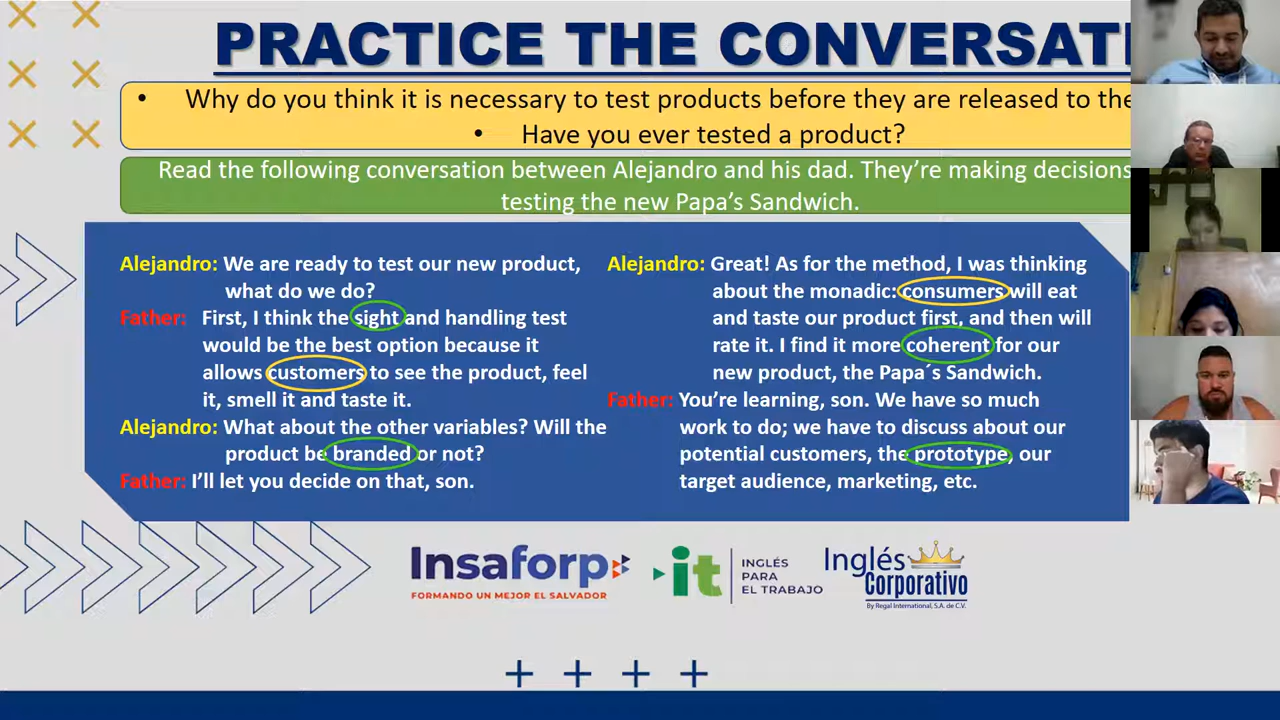 PRACTICE THE CONVERSAT
• Why do you think it is necessary to test products before they are released to the
• Have you ever tested a product?
Read the following conversation between Alejandro and his dad. They're making decisions
testing the new Papa's Sandwich.
Alejandro: We are ready to test our new product,
what do we do?
Father: First, I think the sight and handling test
would be the best option because it
allows customers to see the product, feel
it, smell it and taste it.
Alejandro: What about the other variables? Will the
product be branded or not?
Father: I'll let you decide on that, son.
Alejandro: Great! As for the method, I was thinking
about the monadic: consumers will eat
and taste our product first, and then will
rate it. I find it more coherent for our
new product, the Papa´s Sandwich.
Father: You're learning, son. We have so much
work to do; we have to discuss about our
potential customers, the prototype, our
target audience, marketing, etc.
Insaforp
FORMANDO UN MEJOR EL SALVADOR
it
INGLÉS
PARA
EL TRABAJO
Inglés
Corporativo
By Regal International, S.A. de C.V.